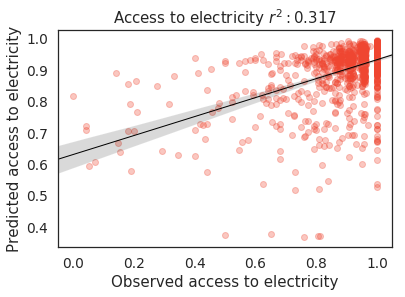 Access to electricity r²: 0.317
Predicted access to electricity
1.0
0.9
0.8
0.7
0.6
0.5
0.4
0.0 0.2 0.4 0.6 0.8 1.0
Observed access to electricity